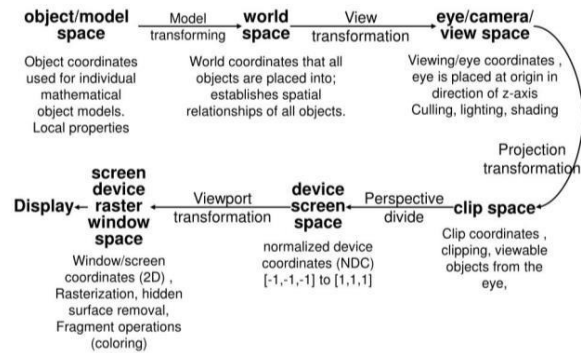 object/model
space
Model
transforming
world
space
View
transformation
eye/camera/
view space
Object coordinates
used for individual
mathematical
object models.
Local properties
World coordinates that all
objects are placed into;
establishes spatial
relationships of all objects.
Viewing/eye coordinates ,
eye is placed at origin in
direction of z-axis
Culling, lighting, shading
Projection
transformation
clip space
Clip coordinates ,
clipping, viewable
objects from the
eye,
Perspective
divide
device
screen
space
normalized device
coordinates (NDC)
[-1,-1,-1] to [1,1,1]
Viewport
transformation
screen
device
raster
window
space
Window/screen
coordinates (2D) ,
Rasterization, hidden
surface removal,
Fragment operations
(coloring)
Display